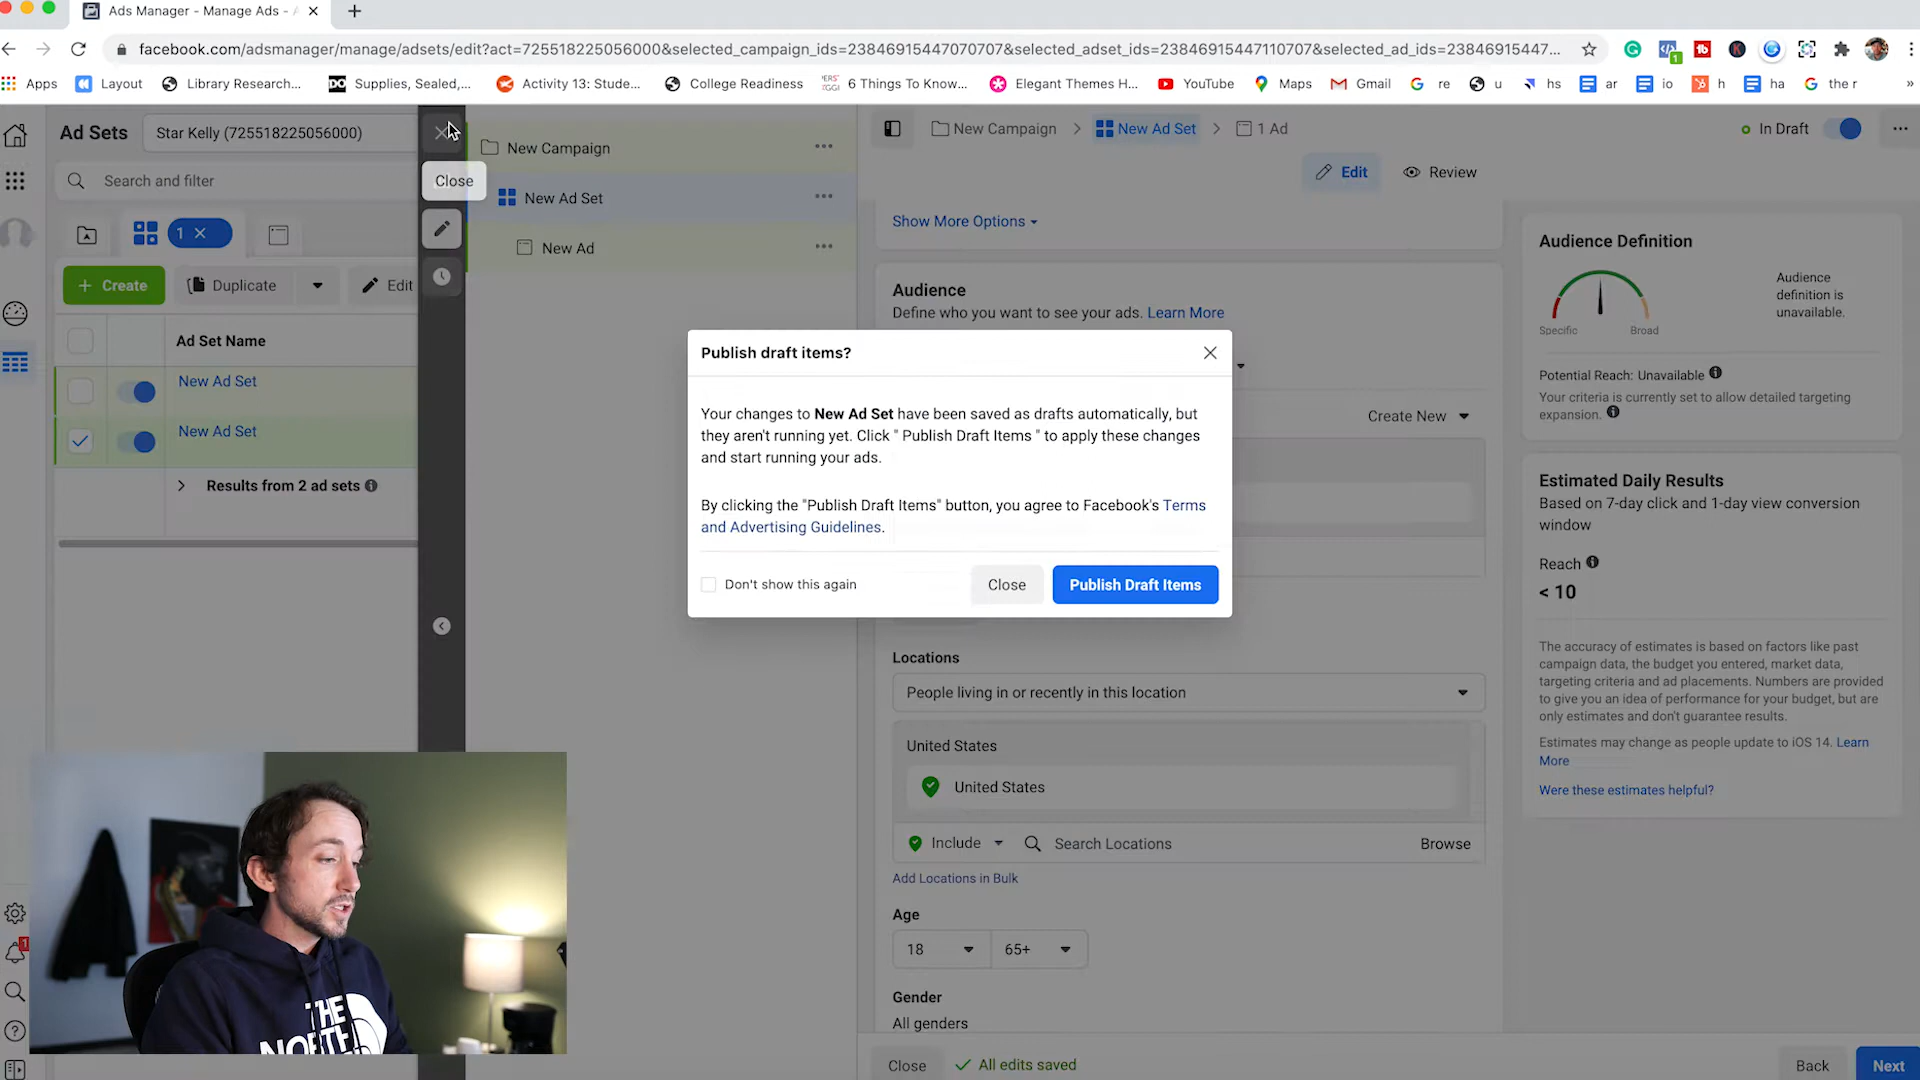 Ads Manager - Manage Ads -
facebook.com/adsmanager/manage/adsets/edit?act=725518225056000&selected_campaign_ids=23846915447070707&selected_adset_ids=23846915447110707&selected_ad_ids=23846915447...
Apps
Layout
Library Research...
Supplies, Sealed,...
Activity 13: Stude...
College Readiness
6 Things To Know...
Elegant Themes H...
YouTube
Maps
Gmail
re
u
hs
ar
io
h
ha
the r
»
Ad Sets
Star Kelly (725518225056000)
Search and filter
1
+ Create
Duplicate
Edit
Ad Set Name
New Ad Set
New Ad Set
Results from 2 ad sets
Close
New Campaign
New Ad Set
New Ad
New Campaign
New Ad Set
1 Ad
In Draft
Edit
Review
Show More Options
Audience
Define who you want to see your ads. Learn More
Create New
Publish draft items?
Your changes to New Ad Set have been saved as drafts automatically, but
they aren't running yet. Click " Publish Draft Items " to apply these changes
and start running your ads.
By clicking the "Publish Draft Items" button, you agree to Facebook's Terms
and Advertising Guidelines.
Don't show this again
Close
Publish Draft Items
Locations
People living in or recently in this location
United States
United States
Include
Search Locations
Browse
Add Locations in Bulk
Age
18
65+
Gender
All genders
Close
All edits saved
Back
Next
Audience Definition
Specific
Broad
Audience
definition is
unavailable.
Potential Reach: Unavailable
Your criteria is currently set to allow detailed targeting
expansion.
Estimated Daily Results
Based on 7-day click and 1-day view conversion
window
Reach
< 10
The accuracy of estimates is based on factors like past
campaign data, the budget you entered, market data,
targeting criteria and ad placements. Numbers are provided
to give you an idea of performance for your budget, but are
only estimates and don't guarantee results.
Estimates may change as people update to iOS 14. Learn
More
Were these estimates helpful?
1
THE
NORTH